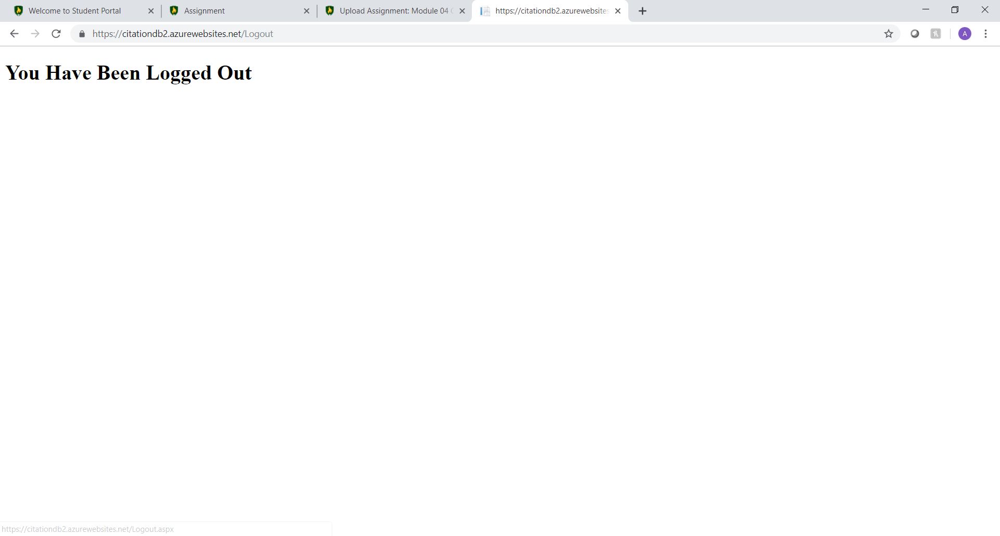 Welcome to Student Portal
Assignment
Upload Assignment: Module 04
https://citationdb2.azurewebsites
https://citationdb2.azurewebsites.net/Logout
A
You Have Been Logged Out
https://citationdb2.azurewebsites.net/Logout.aspx